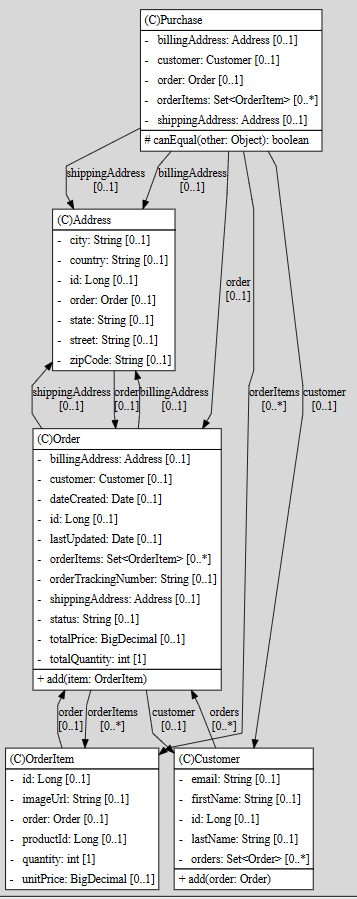 (C)Purchase
- billingAddress: Address [0..1]
- customer: Customer [0..1]
- order: Order [0..1]
- orderItems: Set<OrderItem> [0..*]
- shippingAddress: Address [0..1]
# canEqual(other: Object): boolean
shippingAddress billingAddress
[0..1] [0..1]
(C)Address
- city: String [0..1]
- country: String [0..1]
- id: Long [0..1]
- order: Order [0..1]
- state: String [0..1]
- street: String [0..1]
- zipCode: String [0..1]
order
[0..1]
shippingAddress order billingAddress orderItems customer
[0..1] [0..1] [0..1] [0..*] [0..1]
(C)Order
- billingAddress: Address [0..1]
- customer: Customer [0..1]
- dateCreated: Date [0..1]
- id: Long [0..1]
- lastUpdated: Date [0..1]
- orderItems: Set<OrderItem> [0..*]
- orderTrackingNumber: String [0..1]
- shippingAddress: Address [0..1]
- status: String [0..1]
- totalPrice: BigDecimal [0..1]
- totalQuantity: int [1]
+ add(item: OrderItem)
order orderItems customer orders
[0..1] [0..*] [0..1] [0..*]
(C)OrderItem
- id: Long [0..1]
- imageUrl: String [0..1]
- order: Order [0..1]
- productId: Long [0..1]
- quantity: int [1]
- unitPrice: BigDecimal [0..1]
(C)Customer
- email: String [0..1]
- firstName: String [0..1]
- id: Long [0..1]
- lastName: String [0..1]
- orders: Set<Order> [0..*]
+ add(order: Order)